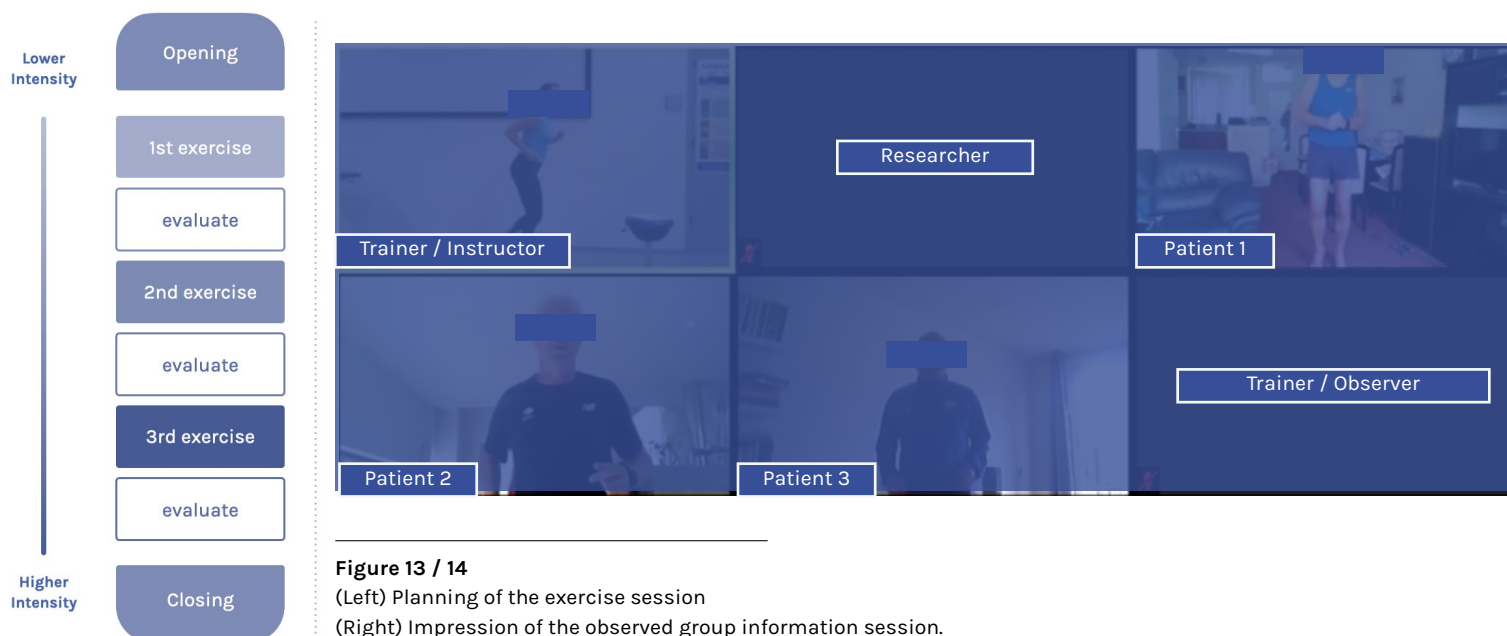 Lower
Intensity
Opening
1st exercise
evaluate
2nd exercise
evaluate
3rd exercise
evaluate
Higher
Intensity
Closing
Trainer / Instructor
Researcher
Patient 1
Patient 2
Patient 3
Trainer / Observer
Figure 13 / 14
(Left) Planning of the exercise session
(Right) Impression of the observed group information session.